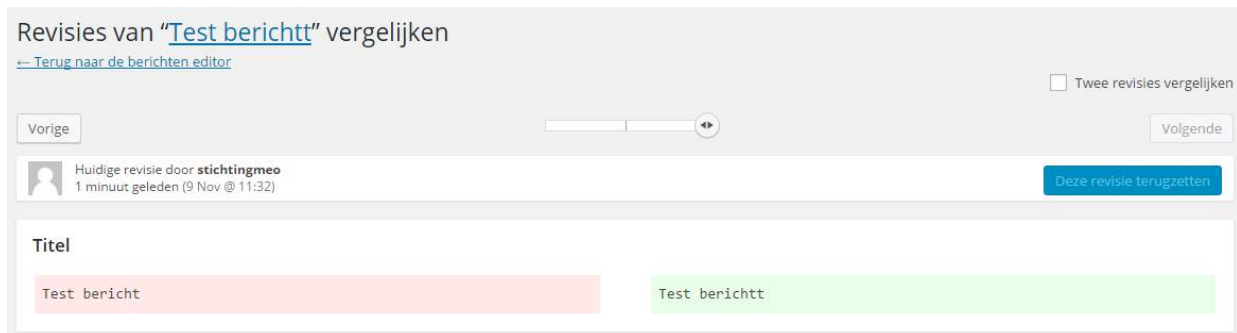 Revisies van “Test berichtt” vergelijken
← Terug naar de berichten editor
Twee revisies vergelijken
Vorige
Volgende
Huidige revisie door stichtingmeo
1 minuut geleden (9 Nov @ 11:32)
Deze revisie terugzetten
Titel
Test bericht
Test berichtt